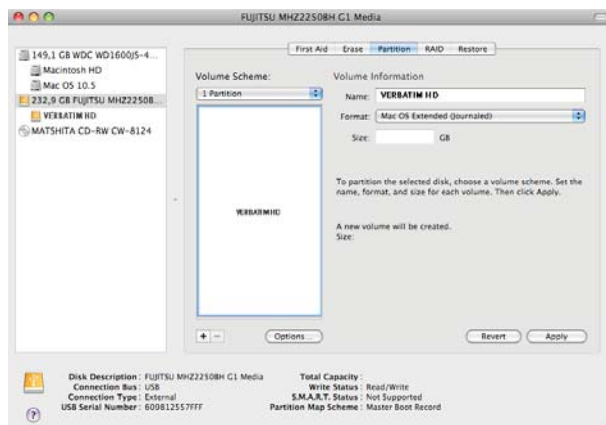 FUJITSU MHZ2250BH G1 Media
149,1 GB WDC WD1600JS-4...
Macintosh HD
Mac OS 10.5
232,9 GB FUJITSU MHZ2250B...
VERBATIM HD
MATSHITA CD-RW CW-8124
First Aid
Erase
Partition
RAID
Restore
Volume Scheme:
1 Partition
VERBATIM HD
+
−
Options...
Volume Information
Name: VERBATIM HD
Format: Mac OS Extended (Journaled)
Size: GB
To partition the selected disk, choose a volume scheme. Set the
name, format, and size for each volume. Then click Apply.
A new volume will be created.
Size:
Revert
Apply
Disk Description : FUJITSU MHZ2250BH G1 Media
Connection Bus : USB
Connection Type : External
USB Serial Number : 609812557FFF
Total Capacity :
Write Status : Read/Write
S.M.A.R.T. Status : Not Supported
Partition Map Scheme : Master Boot Record
?